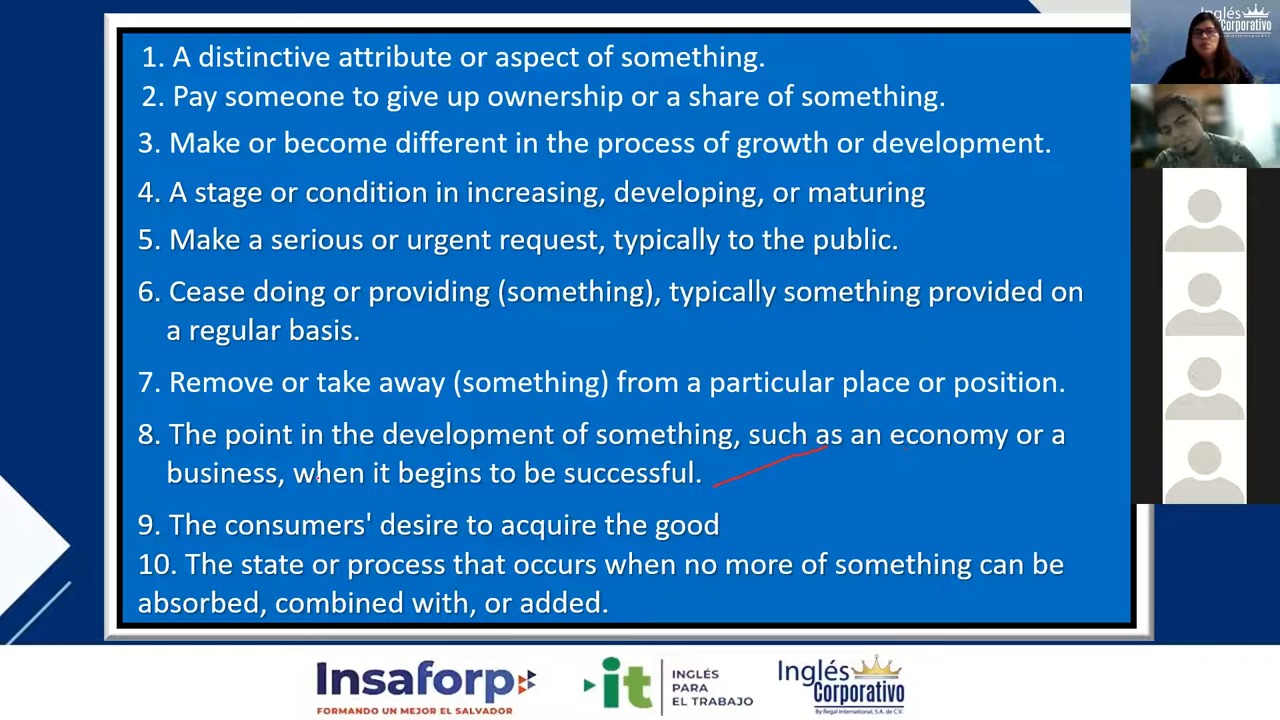 1. A distinctive attribute or aspect of something.
2. Pay someone to give up ownership or a share of something.
3. Make or become different in the process of growth or development.
4. A stage or condition in increasing, developing, or maturing
5. Make a serious or urgent request, typically to the public.
6. Cease doing or providing (something), typically something provided on
a regular basis.
7. Remove or take away (something) from a particular place or position.
8. The point in the development of something, such as an economy or a
business, when it begins to be successful.
9. The consumers' desire to acquire the good
10. The state or process that occurs when no more of something can be
absorbed, combined with, or added.
Inglés
Corporativo
Insaforp
FORMANDO UN MEJOR EL SALVADOR
it
INGLÉS
PARA
EL TRABAJO
Inglés
Corporativo
By Regal International, S.A. de C.V.